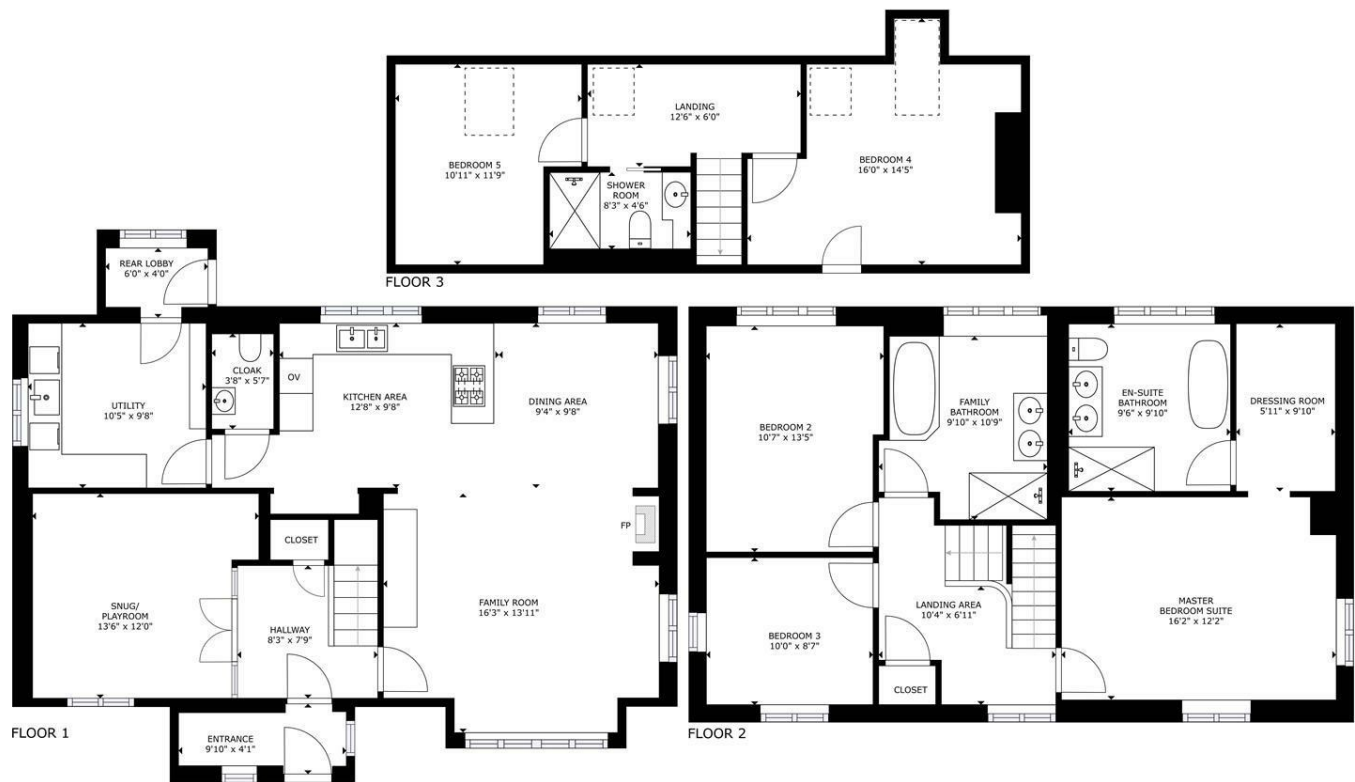 BEDROOM 5
10'11" x 11'9"
LANDING
12'6" x 6'0"
SHOWER
ROOM
8'3" x 4'6"
BEDROOM 4
16'0" x 14'5"
FLOOR 3
REAR LOBBY
6'0" x 4'0"
UTILITY
10'5" x 9'8"
CLOAK
3'8" x 5'7"
OV
KITCHEN AREA
12'8" x 9'8"
DINING AREA
9'4" x 9'8"
SNUG/
PLAYROOM
13'6" x 12'0"
CLOSET
HALLWAY
8'3" x 7'9"
FP
FAMILY ROOM
16'3" x 13'11"
ENTRANCE
9'10" x 4'1"
FLOOR 1
BEDROOM 2
10'7" x 13'5"
FAMILY
BATHROOM
9'10" x 10'9"
EN-SUITE
BATHROOM
9'6" x 9'10"
DRESSING ROOM
5'11" x 9'10"
BEDROOM 3
10'0" x 8'7"
LANDING AREA
10'4" x 6'11"
CLOSET
MASTER
BEDROOM SUITE
16'2" x 12'2"
FLOOR 2